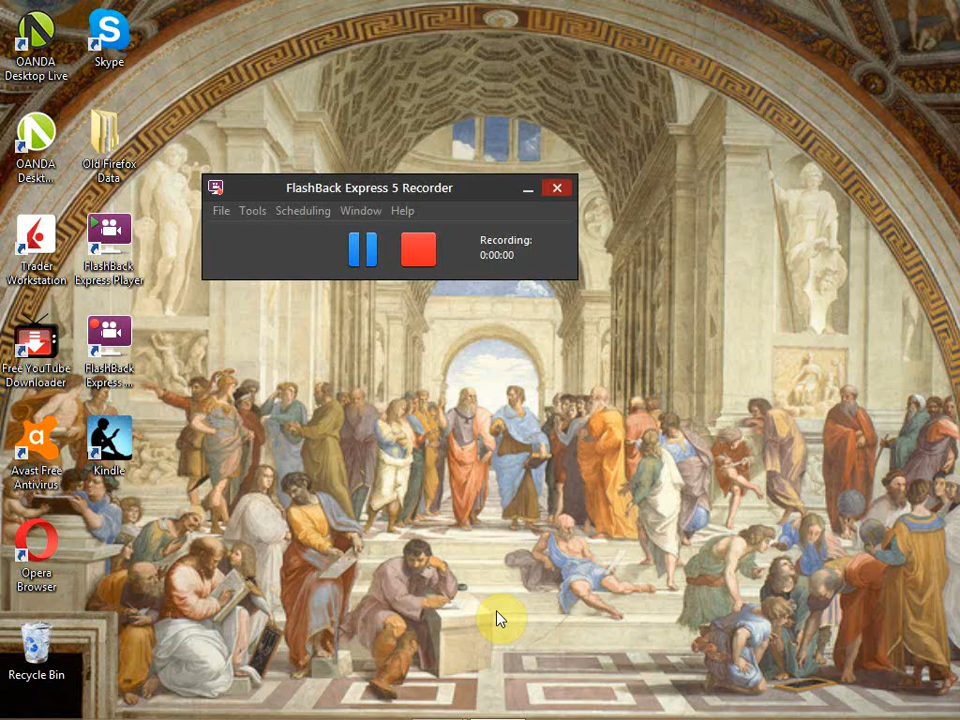 OANDA
Desktop Live
Skype
OANDA
Deskt...
Old Firefox
Data
Trader
Workstation
FlashBack
Express Player
Free YouTube
Downloader
FlashBack
Express ...
Avast Free
Antivirus
Kindle
Opera
Browser
Recycle Bin
FlashBack Express 5 Recorder
File Tools Scheduling Window Help
Recording:
0:00:00